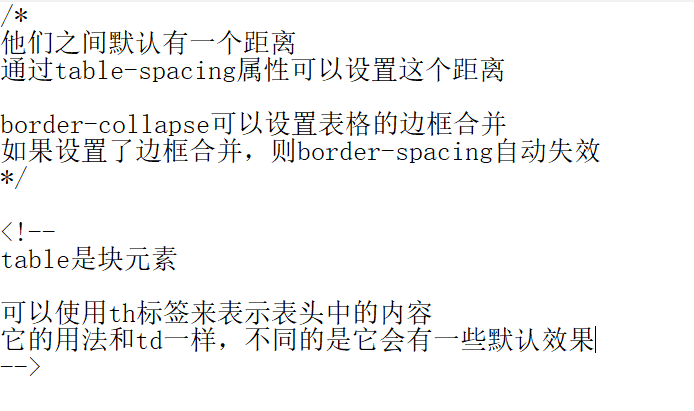 /*
他们之间默认有一个距离
通过table-spacing属性可以设置这个距离
border-collapse可以设置表格的边框合并
如果设置了边框合并，则border-spacing自动失效
*/
<!--
table是块元素
可以使用th标签来表示表头中的内容
它的用法和td一样，不同的是它会有一些默认效果
-->